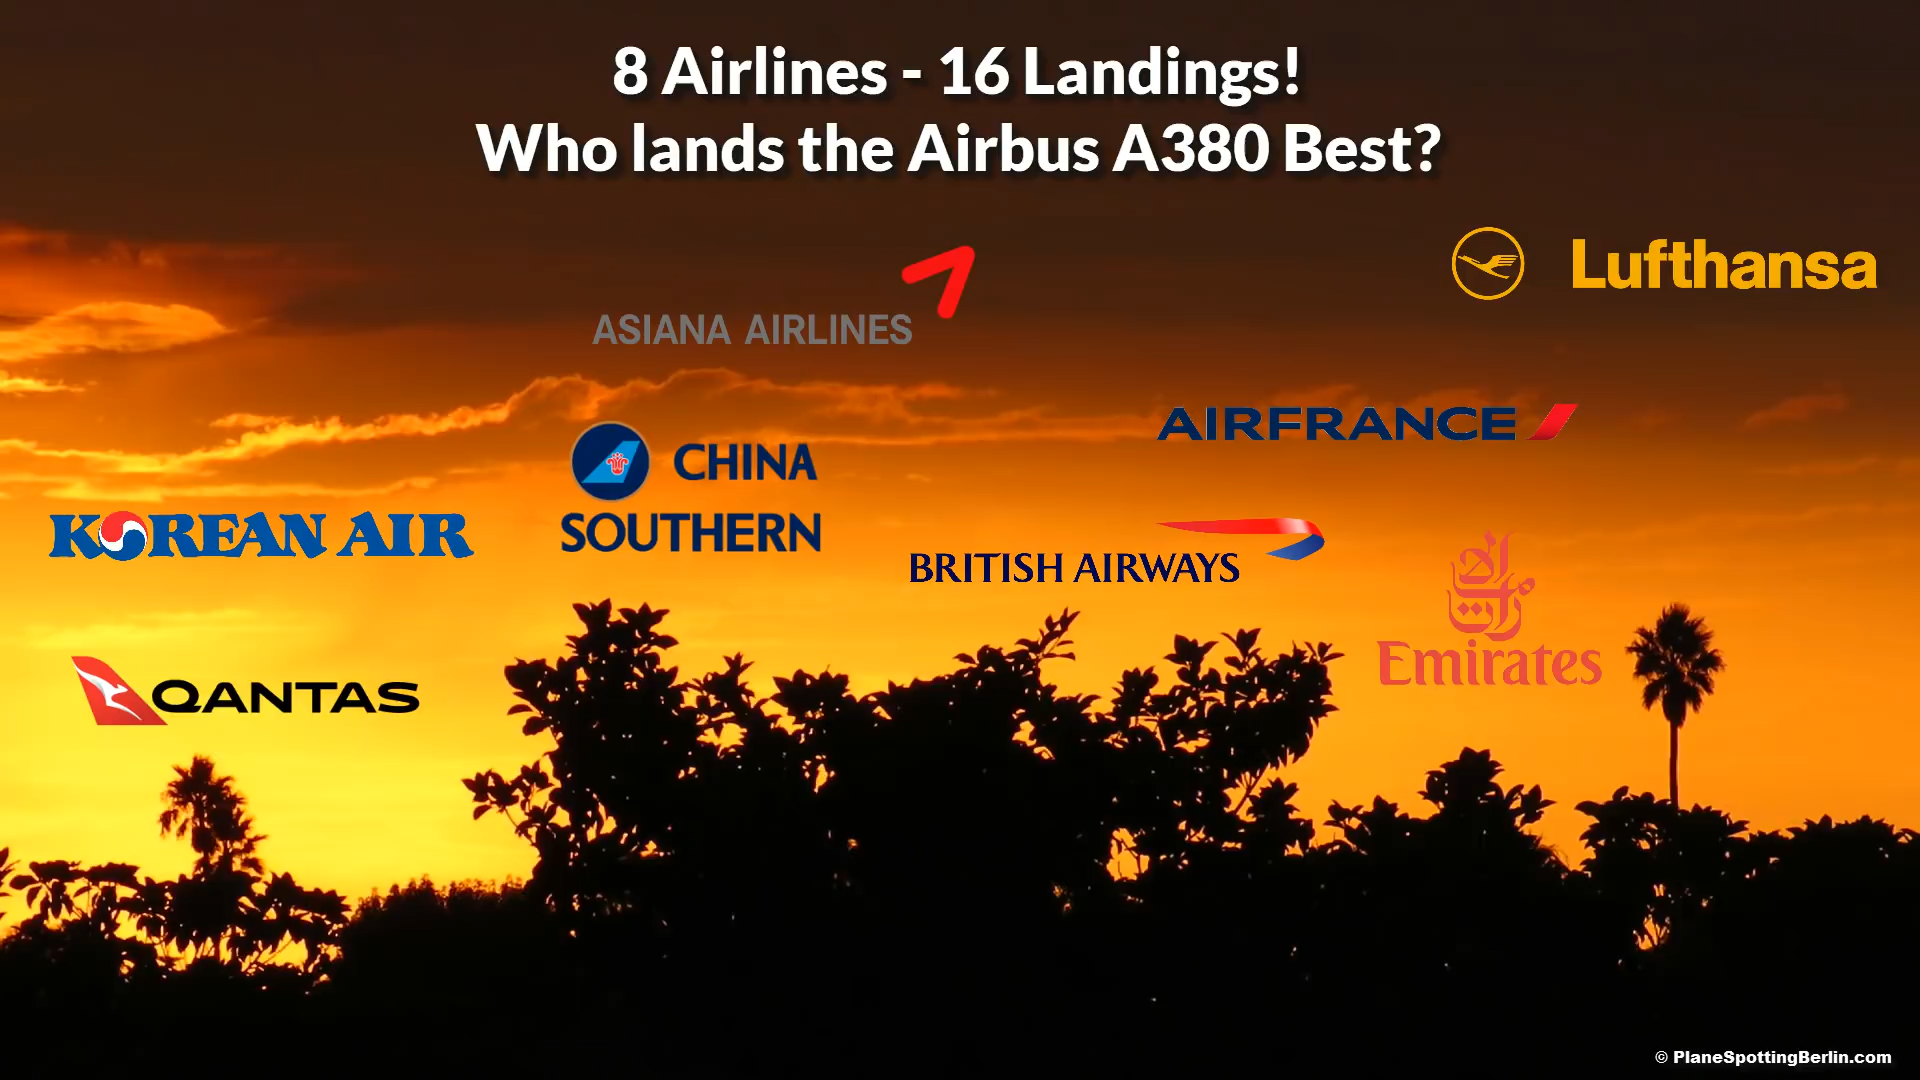 8 Airlines - 16 Landings!
Who lands the Airbus A380 Best?
Lufthansa
ASIANA AIRLINES
AIRFRANCE
CHINA
SOUTHERN
KOREAN AIR
BRITISH AIRWAYS
الإمارات
Emirates
QANTAS
© PlaneSpottingBerlin.com